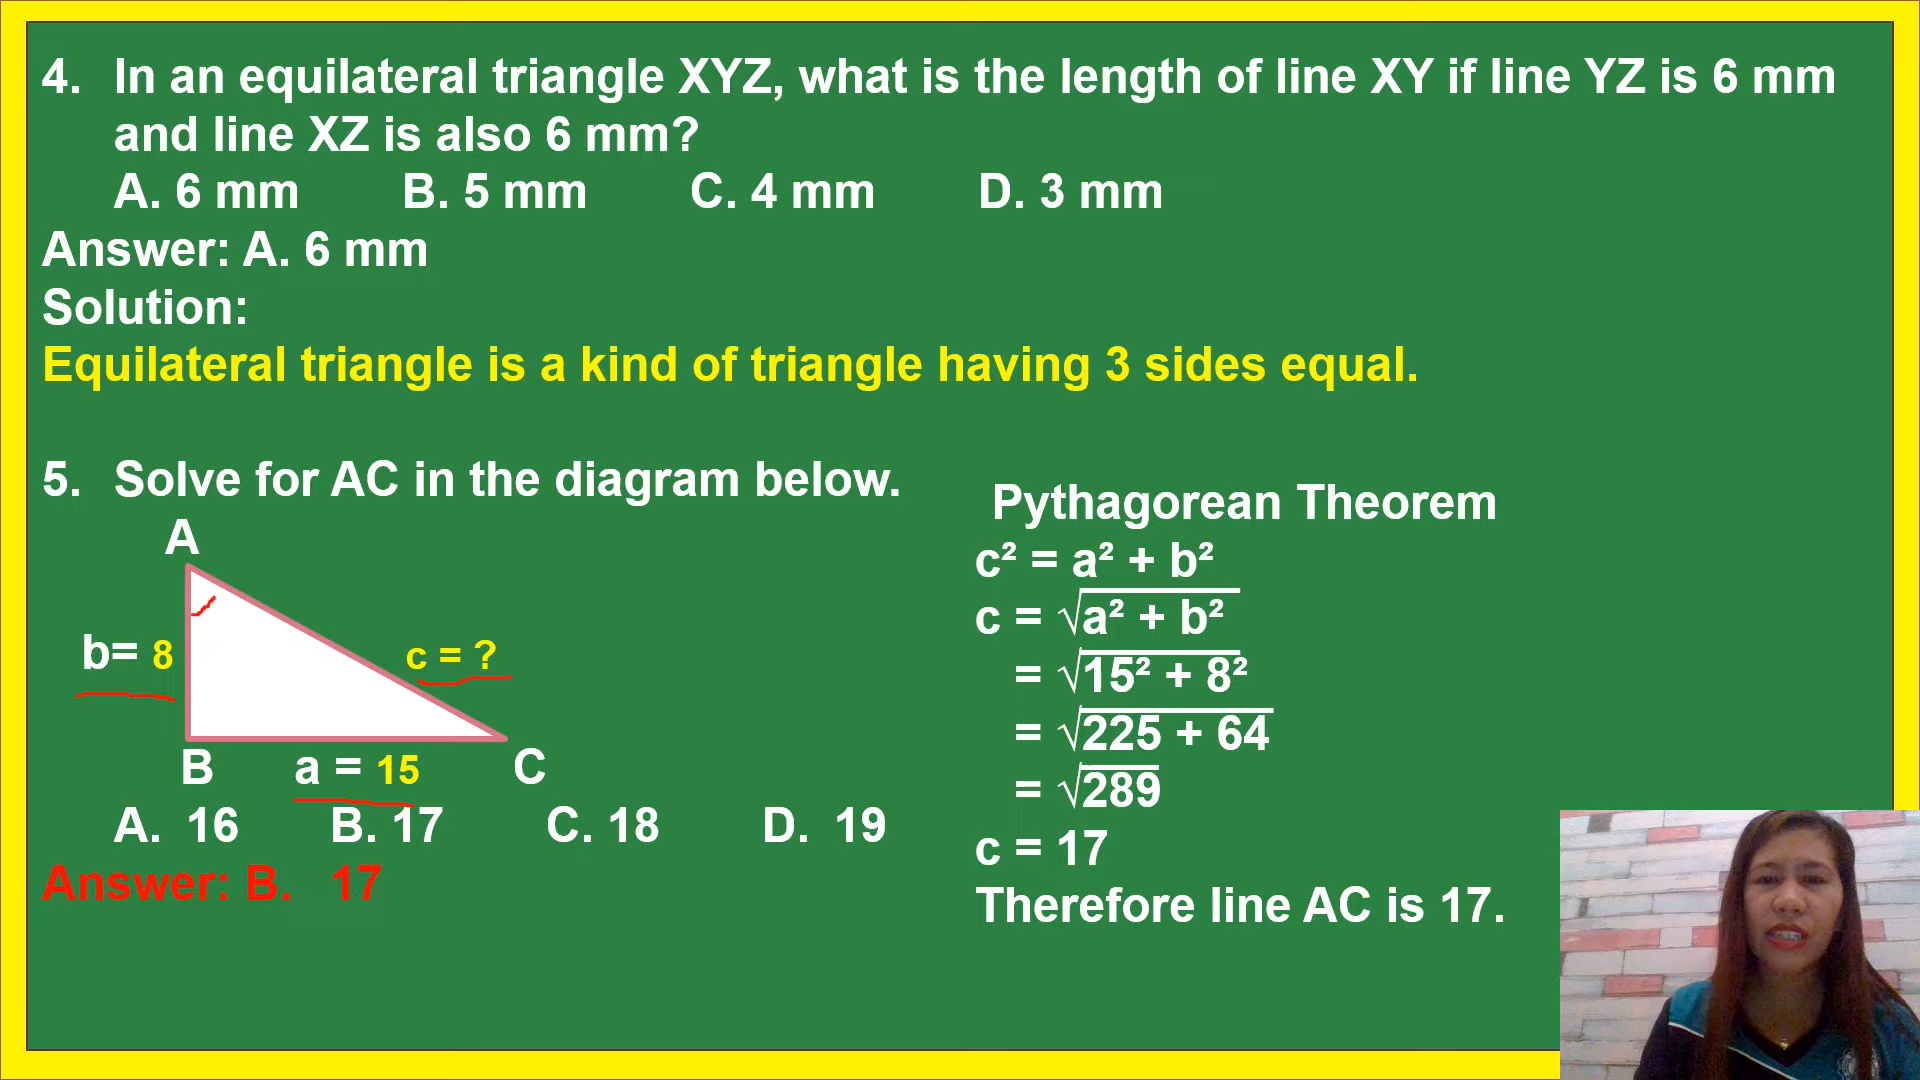 4. In an equilateral triangle XYZ, what is the length of line XY if line YZ is 6 mm
and line XZ is also 6 mm?
A. 6 mm B. 5 mm C. 4 mm D. 3 mm
Answer: A. 6 mm
Solution:
Equilateral triangle is a kind of triangle having 3 sides equal.
5. Solve for AC in the diagram below.
A
b= 8
c = ?
B a = 15 C
A. 16 B. 17 C. 18 D. 19
Answer: B. 17
Pythagorean Theorem
c² = a² + b²
c = √a² + b²
= √15² + 8²
= √225 + 64
= √289
c = 17
Therefore line AC is 17.